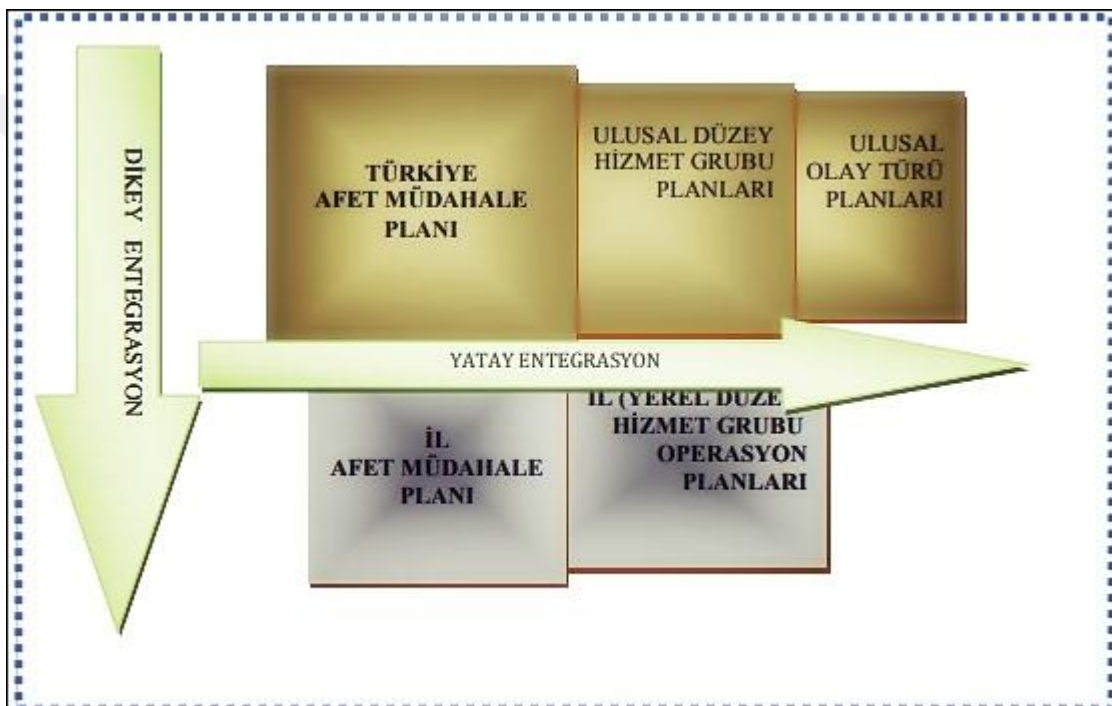 DİKEY ENTEGRASYON
TÜRKİYE
AFET MÜDAHALE
PLANI
ULUSAL DÜZEY
HİZMET GRUBU
PLANLARI
ULUSAL
OLAY TÜRÜ
PLANLARI
YATAY ENTEGRASYON
İL
AFET MÜDAHALE
PLANI
İL (YEREL DÜZE
HİZMET GRUBU
OPERASYON
PLANLARI